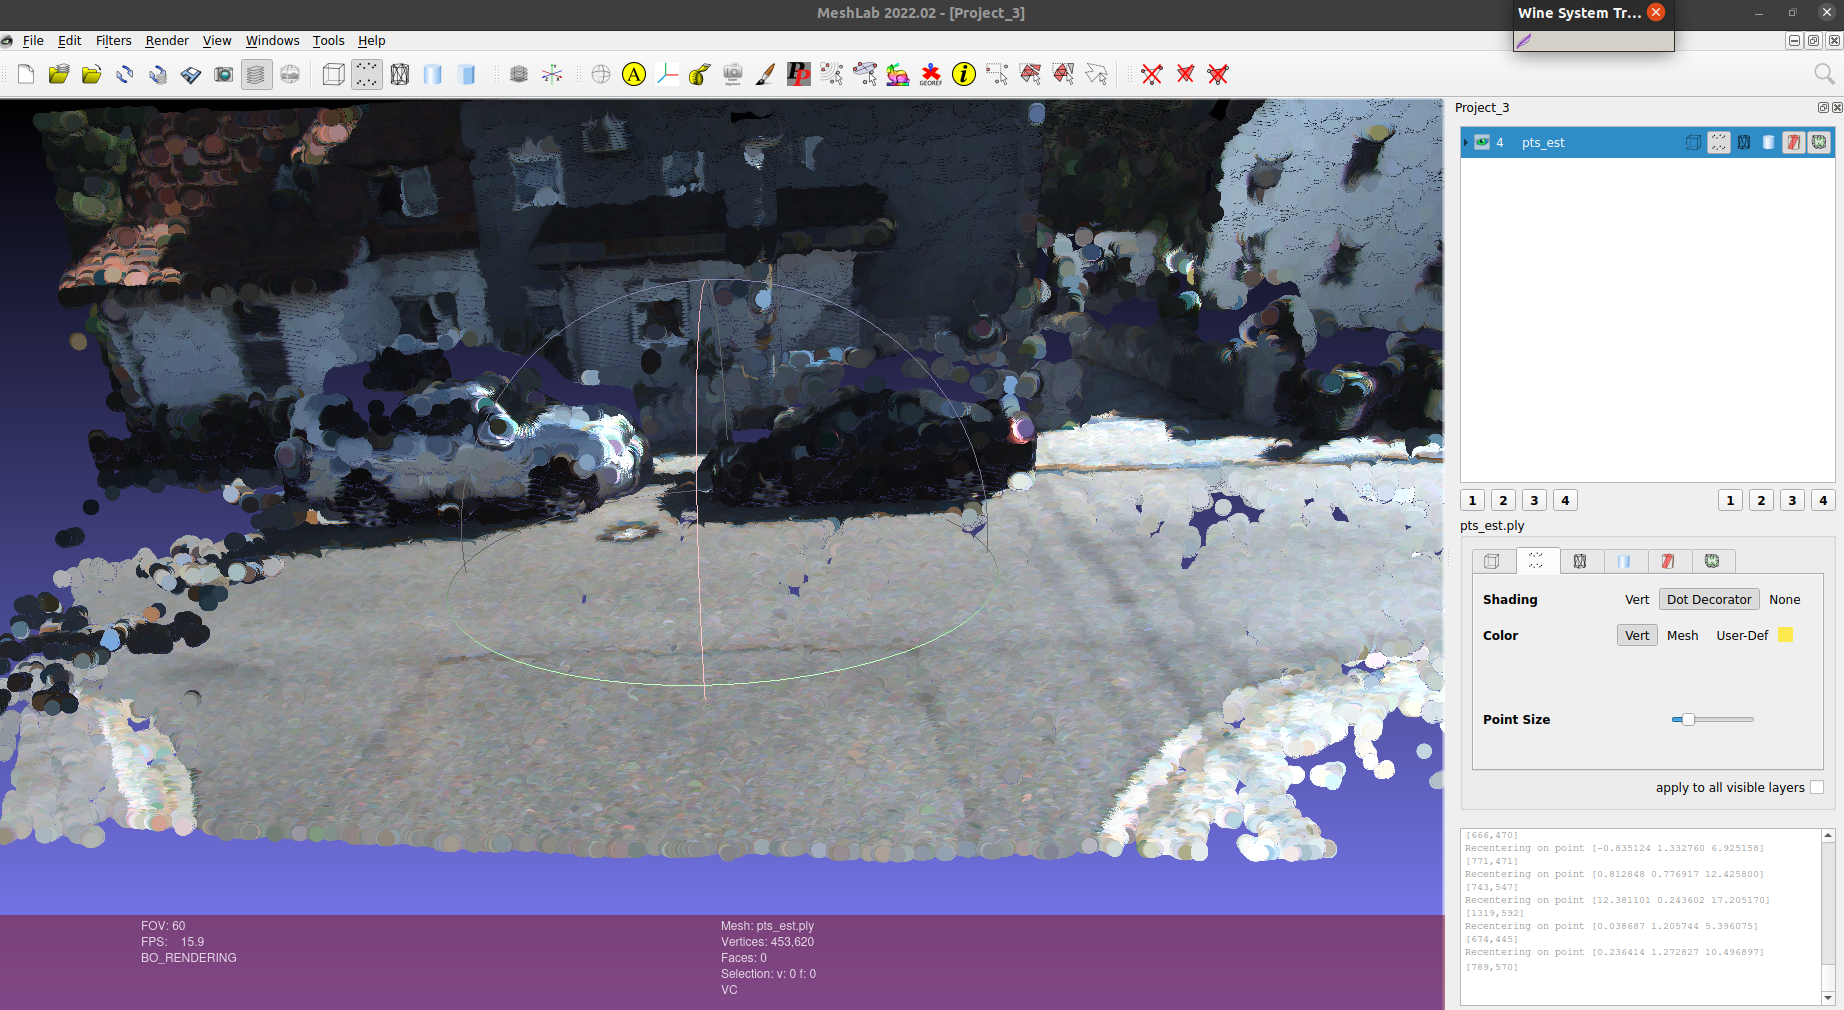 MeshLab 2022.02 - [Project_3]
Wine System Tr...
File Edit Filters Render View Windows Tools Help
A
PP
GEOREF
i
Project_3
4 pts_est
1 2 3 4 1 2 3 4
pts_est.ply
Shading Vert Dot Decorator None
Color Vert Mesh User-Def
Point Size
apply to all visible layers
[666,470]
Recentering on point [-0.835124 1.332760 6.925158]
[771,471]
Recentering on point [0.812848 0.776917 12.425800]
[743,547]
Recentering on point [12.381101 0.243602 17.205170]
[1319,592]
Recentering on point [0.038687 1.205744 5.396075]
[674,445]
Recentering on point [0.236414 1.272827 10.496897]
[789,570]
FOV: 60
FPS: 15.9
BO_RENDERING
Mesh: pts_est.ply
Vertices: 453,620
Faces: 0
Selection: v: 0 f: 0
VC